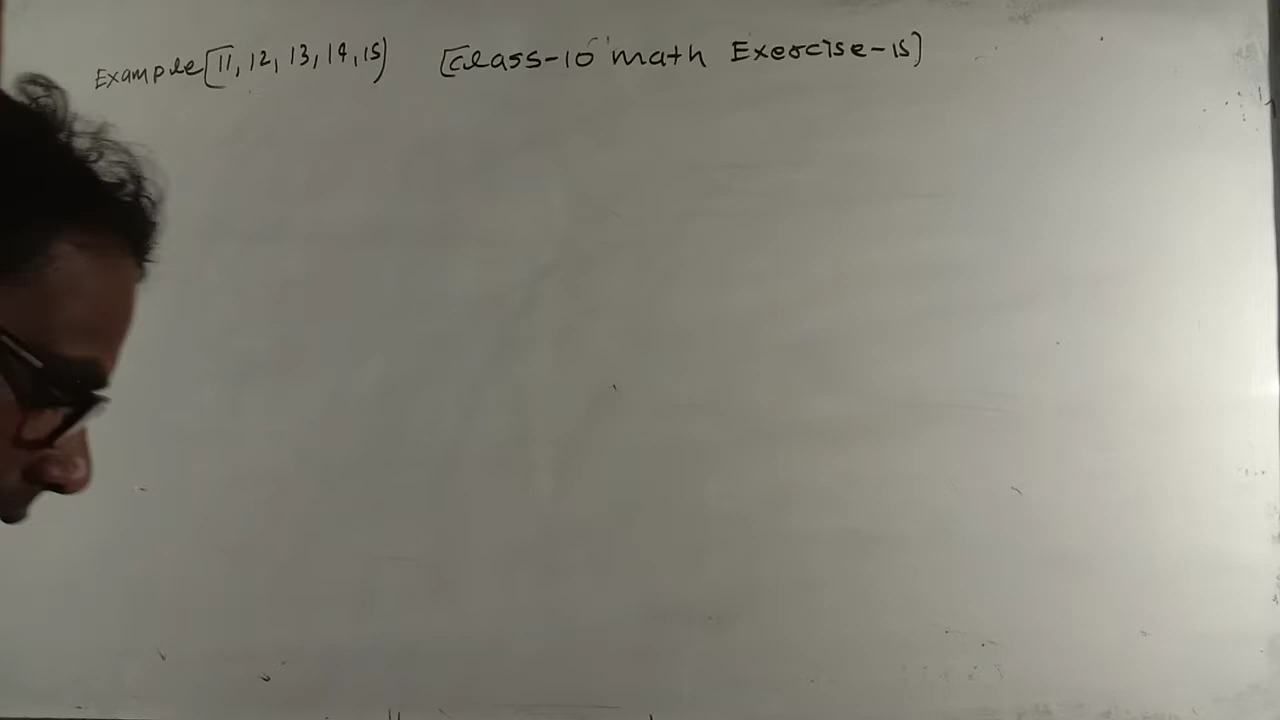 Example [11, 12, 13, 14, 15) [Class-10 math Exercise-15]